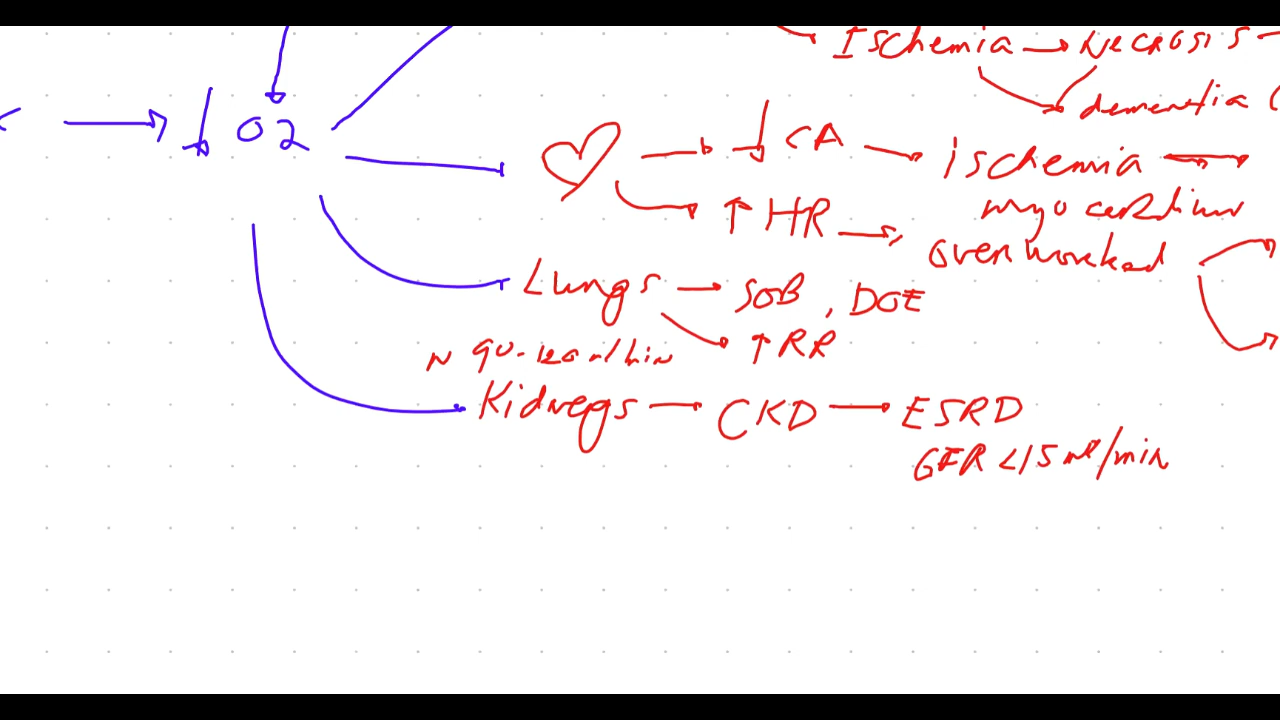 Ischemia → Necrosis
dementia (
↓ O2
↓ CA → ischemia →
myocardium
↑ HR → overworked
Lungs → SOB, DOE
↑ RR
N 90-120 ml/min
Kidneys → CKD → ESRD
GFR <15 ml/min